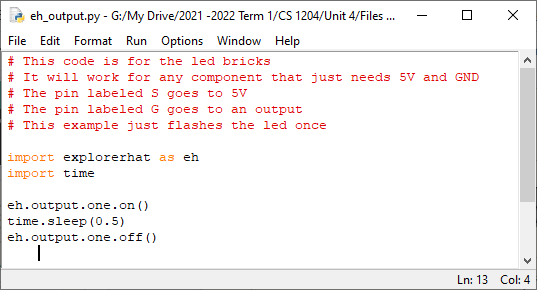 eh_output.py - G:/My Drive/2021 -2022 Term 1/CS 1204/Unit 4/Files ...
File Edit Format Run Options Window Help
# This code is for the led bricks
# It will work for any component that just needs 5V and GND
# The pin labeled S goes to 5V
# The pin labeled G goes to an output
# This example just flashes the led once
import explorerhat as eh
import time
eh.output.one.on()
time.sleep(0.5)
eh.output.one.off()
Ln: 13 Col: 4